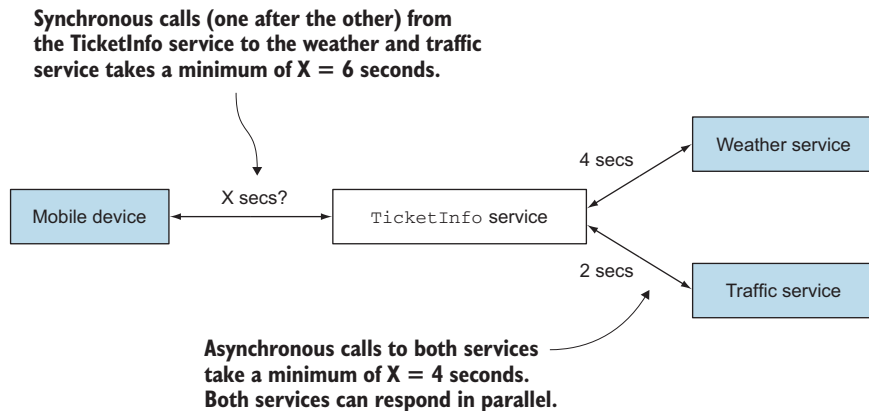 Synchronous calls (one after the other) from
the TicketInfo service to the weather and traffic
service takes a minimum of X = 6 seconds.
Weather service
4 secs
X secs?
Mobile device
TicketInfo service
2 secs
Traffic service
Asynchronous calls to both services
take a minimum of X = 4 seconds.
Both services can respond in parallel.